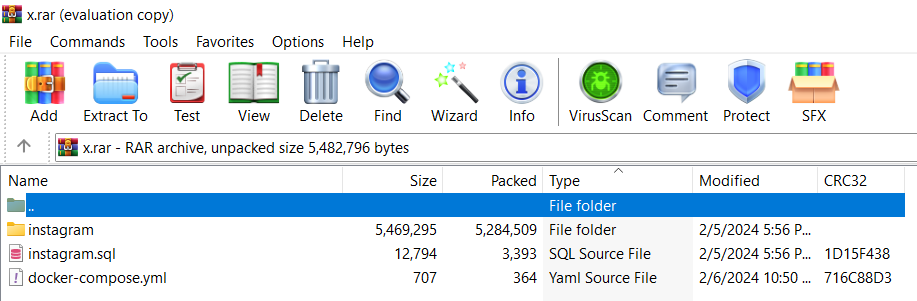 x.rar (evaluation copy)
File Commands Tools Favorites Options Help
Add Extract To Test View Delete Find Wizard Info VirusScan Comment Protect SFX
x.rar - RAR archive, unpacked size 5,482,796 bytes
Name Size Packed Type Modified CRC32
.. File folder
instagram 5,469,295 5,284,509 File folder 2/5/2024 5:56 P...
instagram.sql 12,794 3,393 SQL Source File 2/5/2024 5:56 P... 1D15F438
docker-compose.yml 707 364 Yaml Source File 2/6/2024 10:50 ... 716C88D3